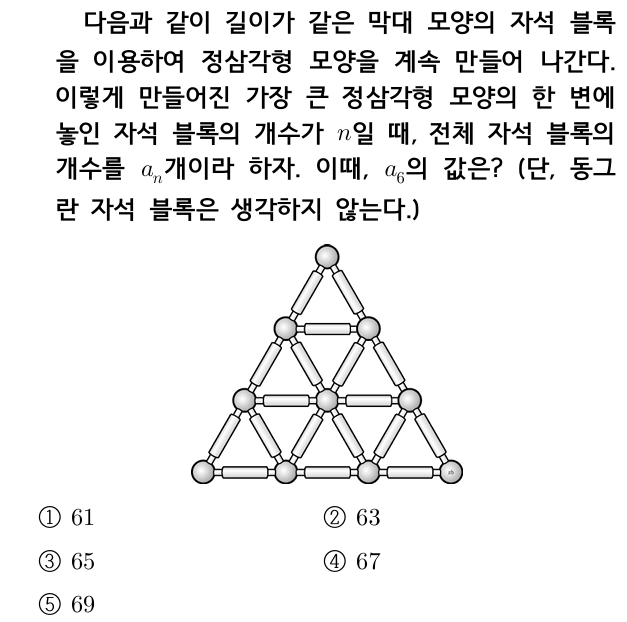 다음과 같이 길이가 같은 막대 모양의 자석 블록
을 이용하여 정삼각형 모양을 계속 만들어 나간다.
이렇게 만들어진 가장 큰 정삼각형 모양의 한 변에
놓인 자석 블록의 개수가 n일 때, 전체 자석 블록의
개수를 aₙ개이라 하자. 이때, a₆의 값은? (단, 동그
란 자석 블록은 생각하지 않는다.)
① 61 ② 63
③ 65 ④ 67
⑤ 69